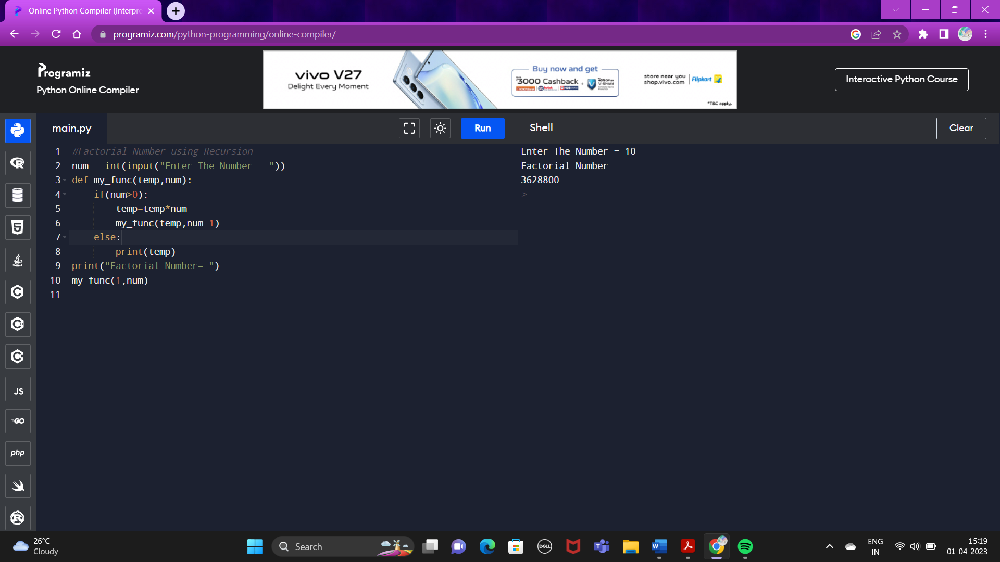 Online Python Compiler (Interpre
programiz.com/python-programming/online-compiler/
Programiz
Python Online Compiler
vivo V27
Delight Every Moment
Buy now and get
₹3000 Cashback + V-Shield
store near you
shop.vivo.com
Flipkart
*T&C apply.
Interactive Python Course
main.py
Run
Shell
Clear
1 #Factorial Number using Recursion
2 num = int(input("Enter The Number = "))
3 def my_func(temp,num):
4     if(num>0):
5         temp=temp*num
6         my_func(temp,num-1)
7     else:
8         print(temp)
9 print("Factorial Number= ")
10 my_func(1,num)
11
Enter The Number = 10
Factorial Number=
3628800
>
JS
GO
php
26°C
Cloudy
Search
DELL
ENG
IN
15:19
01-04-2023